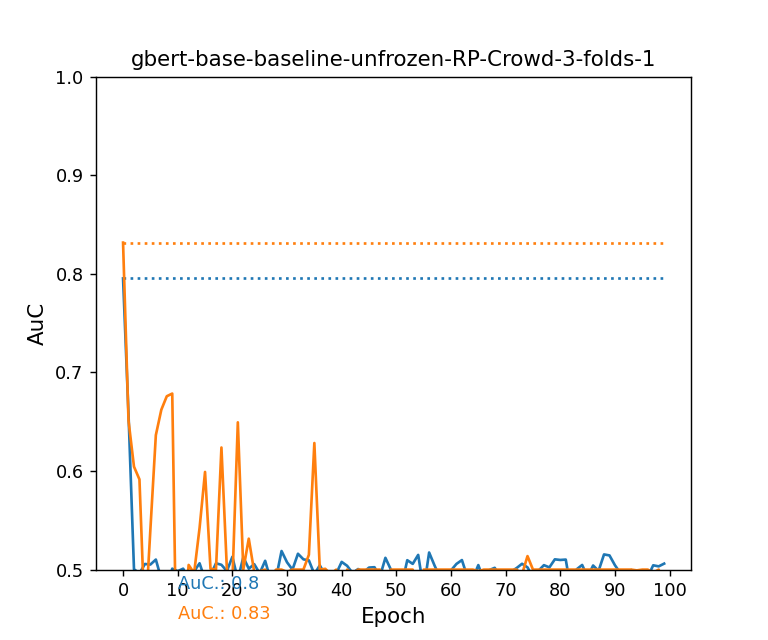 gbert-base-baseline-unfrozen-RP-Crowd-3-folds-1
1.0
0.9
0.8
0.7
0.6
0.5
AuC
0 10 20 30 40 50 60 70 80 90 100
AuC.: 0.8
AuC.: 0.83
Epoch